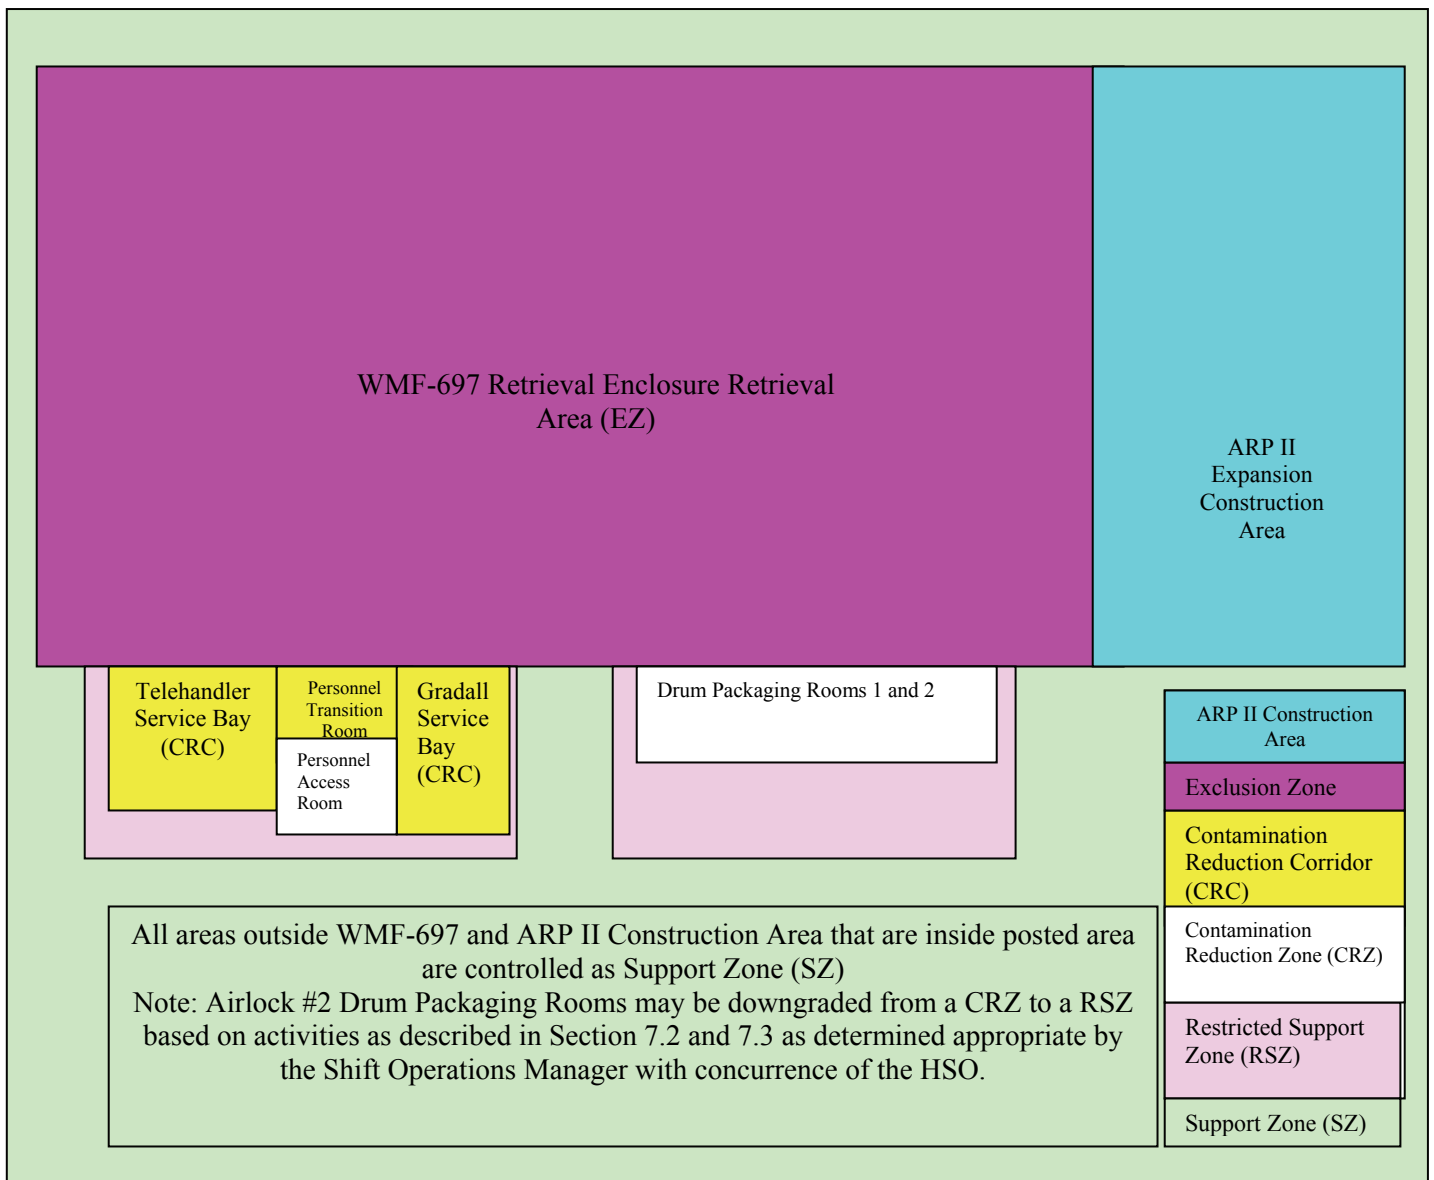 WMF-697 Retrieval Enclosure Retrieval
Area (EZ)
ARP II
Expansion
Construction
Area
Telehandler
Service Bay
(CRC)
Personnel
Transition
Room
Personnel
Access
Room
Gradall
Service
Bay
(CRC)
Drum Packaging Rooms 1 and 2
ARP II Construction
Area
Exclusion Zone
Contamination
Reduction Corridor
(CRC)
Contamination
Reduction Zone (CRZ)
Restricted Support
Zone (RSZ)
Support Zone (SZ)
All areas outside WMF-697 and ARP II Construction Area that are inside posted area
are controlled as Support Zone (SZ)
Note: Airlock #2 Drum Packaging Rooms may be downgraded from a CRZ to a RSZ
based on activities as described in Section 7.2 and 7.3 as determined appropriate by
the Shift Operations Manager with concurrence of the HSO.